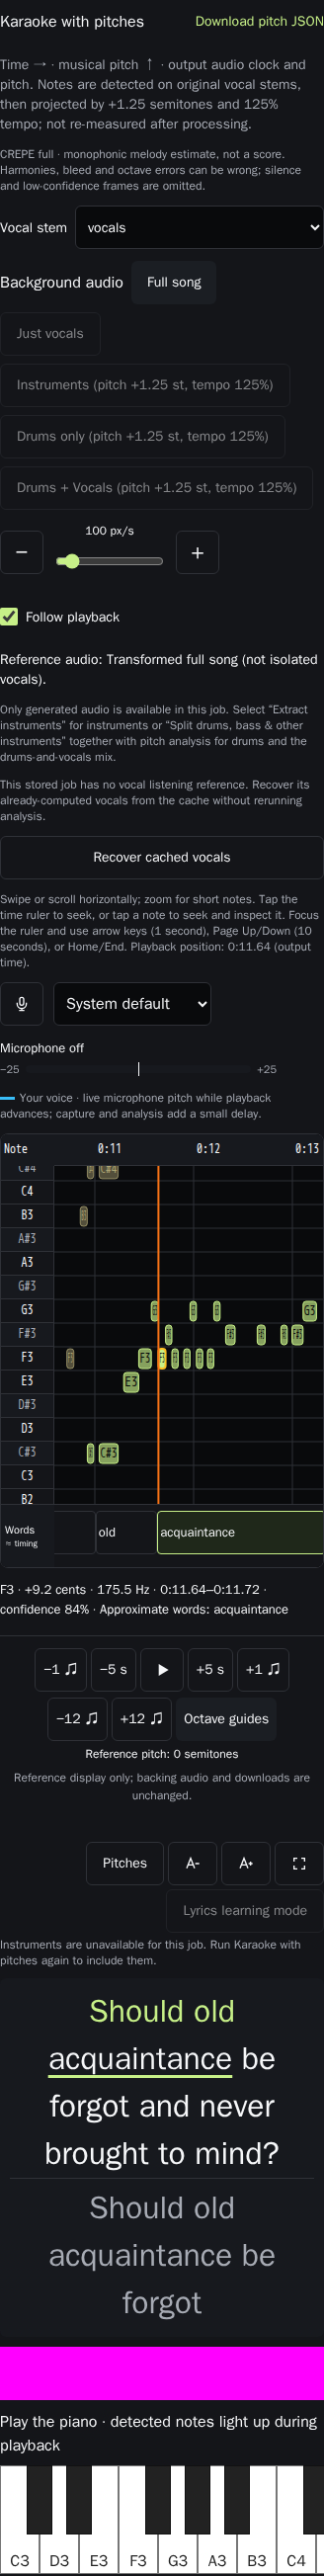 Karaoke with pitches
Download pitch JSON
Time → · musical pitch ↑ · output audio clock and
pitch. Notes are detected on original vocal stems,
then projected by +1.25 semitones and 125%
tempo; not re-measured after processing.
CREPE full · monophonic melody estimate, not a score.
Harmonies, bleed and octave errors can be wrong; silence
and low-confidence frames are omitted.
Vocal stem
vocals
Background audio
Full song
Just vocals
Instruments (pitch +1.25 st, tempo 125%)
Drums only (pitch +1.25 st, tempo 125%)
Drums + Vocals (pitch +1.25 st, tempo 125%)
100 px/s
−
+
Follow playback
Reference audio: Transformed full song (not isolated
vocals).
Only generated audio is available in this job. Select “Extract
instruments” for instruments or “Split drums, bass & other
instruments” together with pitch analysis for drums and the
drums-and-vocals mix.
This stored job has no vocal listening reference. Recover its
already-computed vocals from the cache without rerunning
analysis.
Recover cached vocals
Swipe or scroll horizontally; zoom for short notes. Tap the
time ruler to seek, or tap a note to seek and inspect it. Focus
the ruler and use arrow keys (1 second), Page Up/Down (10
seconds), or Home/End. Playback position: 0:11.64 (output
time).
System default
Microphone off
−25
+25
Your voice · live microphone pitch while playback
advances; capture and analysis add a small delay.
Note
0:11
0:12
0:13
C#4
C#4
C4
B3
A#3
A3
G#3
G3
G3
F#3
F3
F3
E3
E3
D#3
D3
C#3
C#3
C3
B2
Words
≈ timing
old
acquaintance
F3 · +9.2 cents · 175.5 Hz · 0:11.64–0:11.72 ·
confidence 84% · Approximate words: acquaintance
−1 ♫
−5 s
▶
+5 s
+1 ♫
−12 ♫
+12 ♫
Octave guides
Reference pitch: 0 semitones
Reference display only; backing audio and downloads are
unchanged.
Pitches
A-
A+
Lyrics learning mode
Instruments are unavailable for this job. Run Karaoke with
pitches again to include them.
Should old
acquaintance be
forgot and never
brought to mind?
Should old
acquaintance be
forgot
Play the piano · detected notes light up during
playback
C3
D3
E3
F3
G3
A3
B3
C4